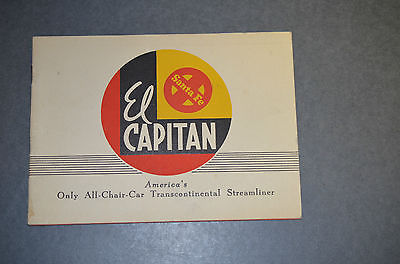 Santa Fe
El
CAPITAN
America's
Only All-Chair-Car Transcontinental Streamliner